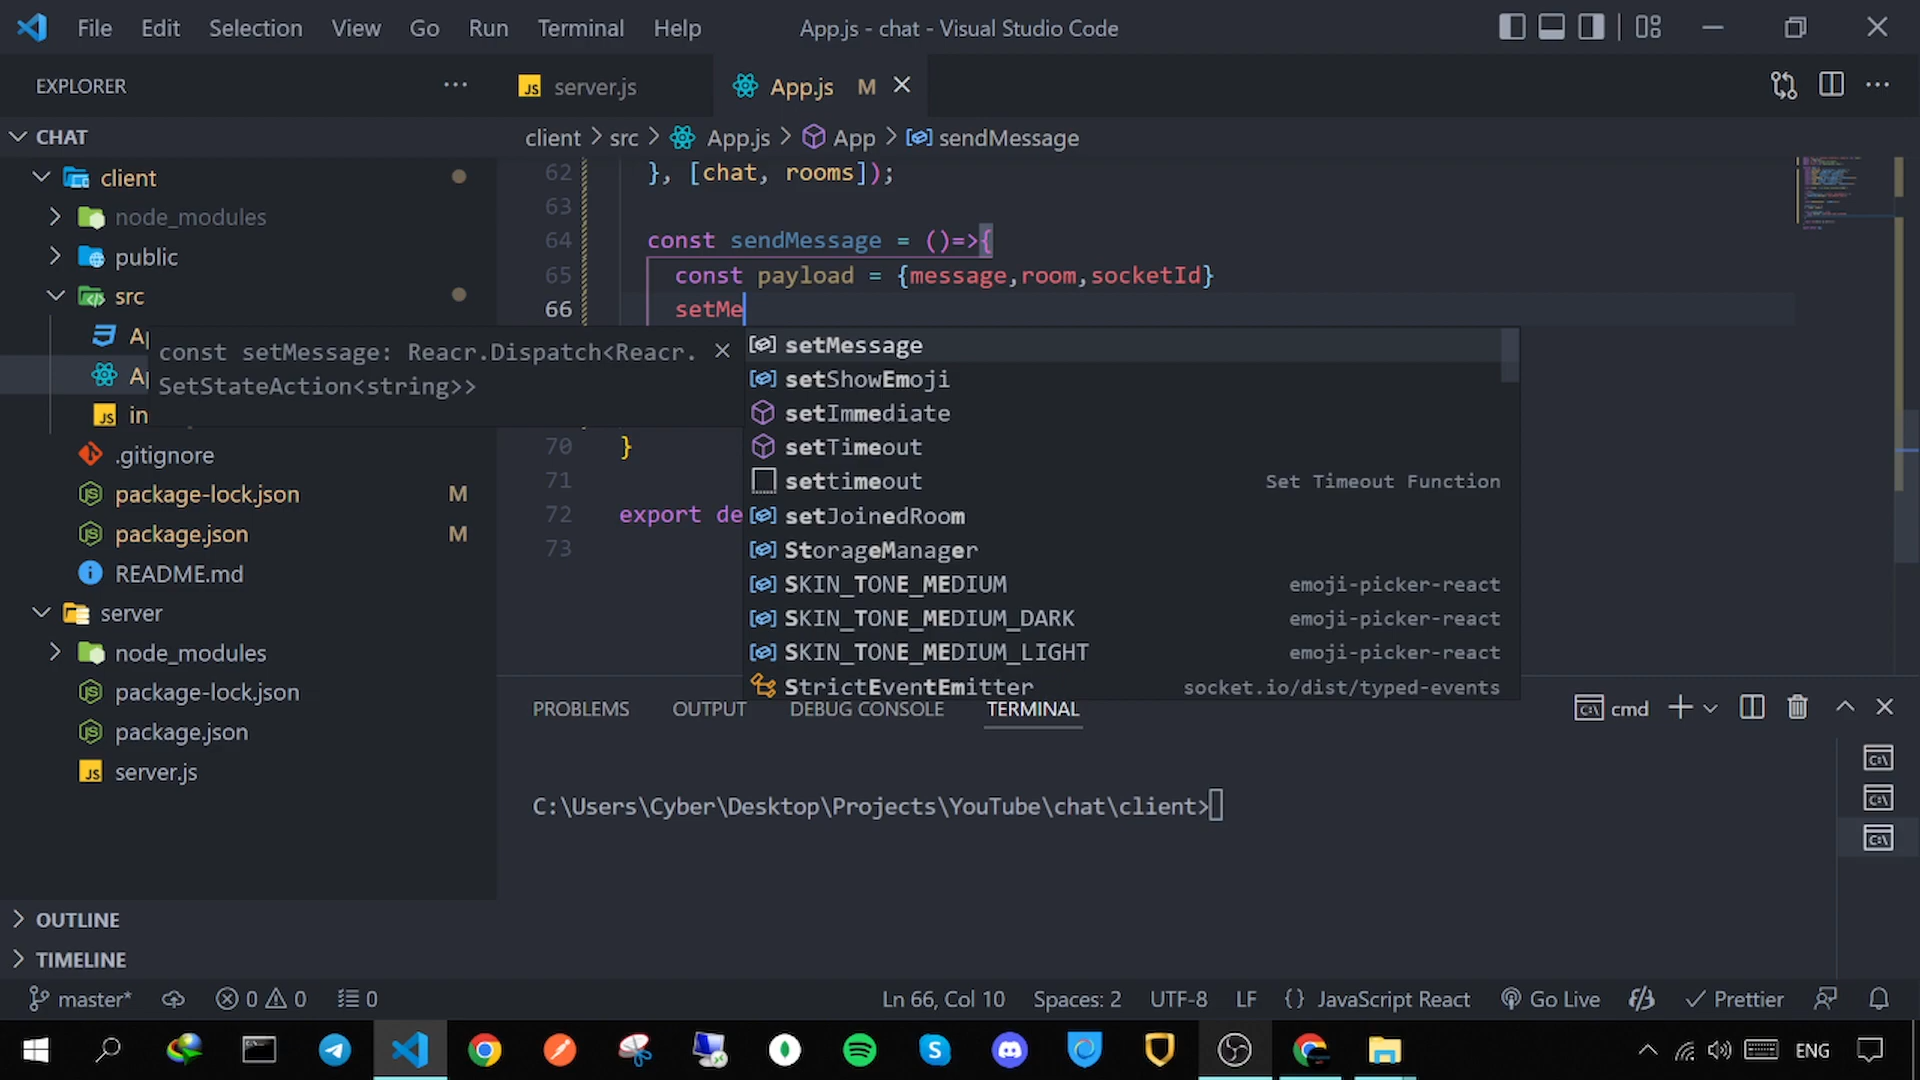 File Edit Selection View Go Run Terminal Help App.js - chat - Visual Studio Code
EXPLORER
server.js
App.js M
CHAT
client > src > App.js > App > sendMessage
client
node_modules
public
src
Ap
Ap
in
.gitignore
package-lock.json M
package.json M
README.md
server
node_modules
package-lock.json
package.json
server.js
OUTLINE
TIMELINE
62 }, [chat, rooms]);
63
64 const sendMessage = ()=>{
65 const payload = {message,room,socketId}
66 setMe
const setMessage: Reacr.Dispatch<Reacr.
SetStateAction<string>>
setMessage
setShowEmoji
setImmediate
setTimeout
settimeout Set Timeout Function
setJoinedRoom
StorageManager
SKIN_TONE_MEDIUM emoji-picker-react
SKIN_TONE_MEDIUM_DARK emoji-picker-react
SKIN_TONE_MEDIUM_LIGHT emoji-picker-react
StrictEventEmitter socket.io/dist/typed-events
70 }
71
72 export de
73
PROBLEMS OUTPUT DEBUG CONSOLE TERMINAL cmd
C:\Users\Cyber\Desktop\Projects\YouTube\chat\client>
master* 0 0 0 Ln 66, Col 10 Spaces: 2 UTF-8 LF {} JavaScript React Go Live Prettier
ENG